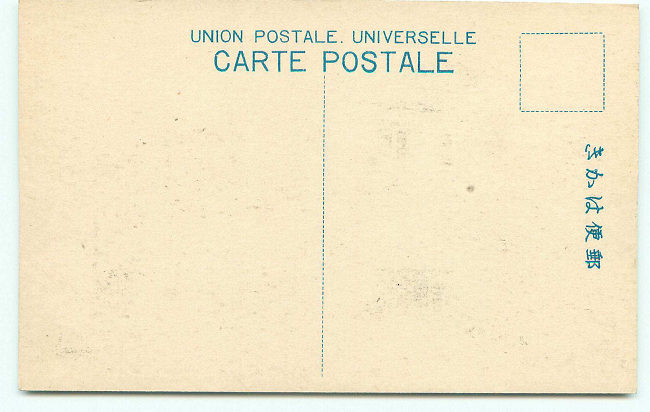 UNION POSTALE. UNIVERSELLE
CARTE POSTALE
郵便はかき